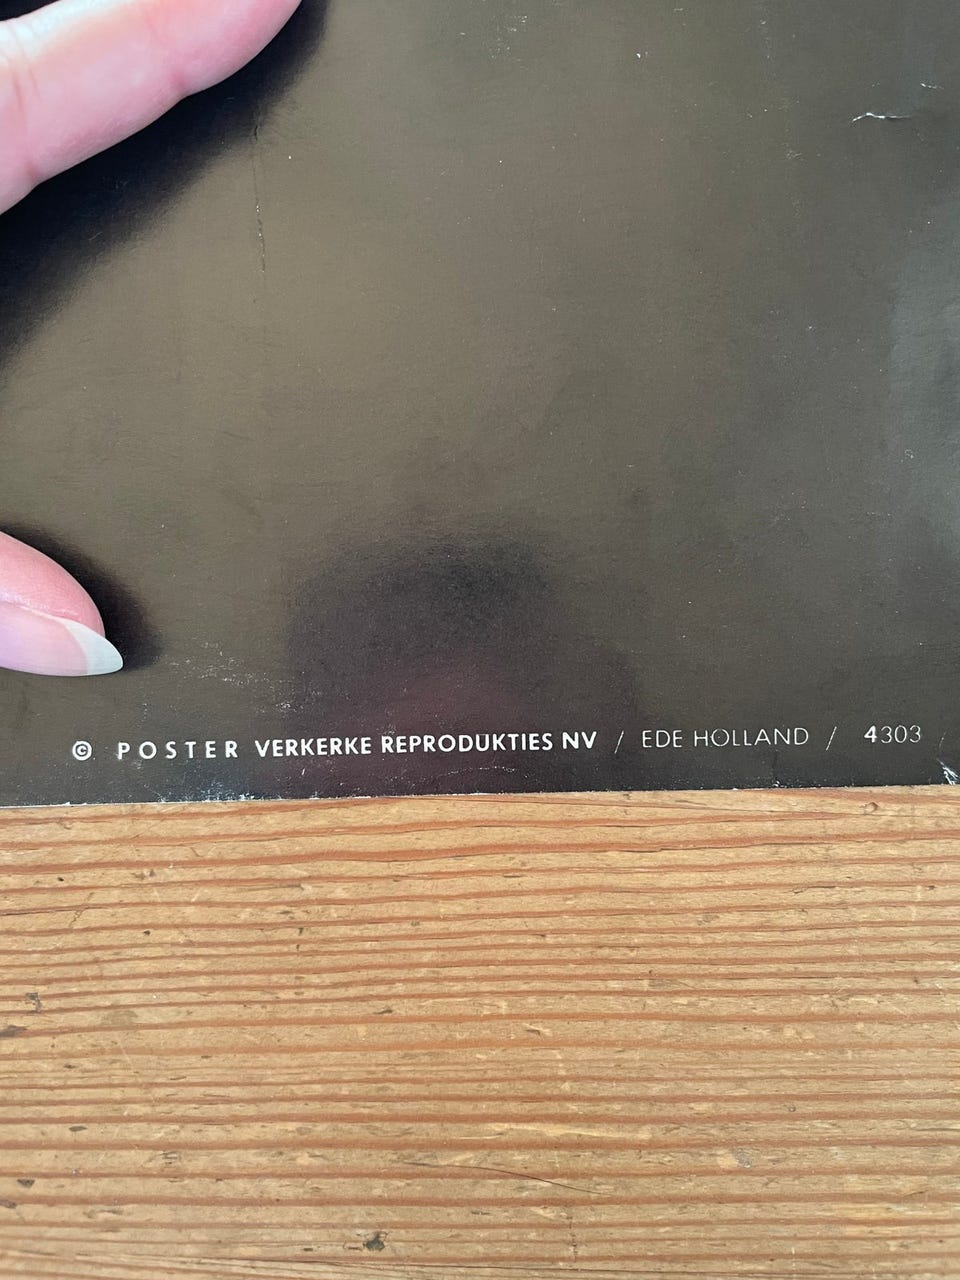 © POSTER VERKERKE REPRODUKTIES NV / EDE HOLLAND / 4303